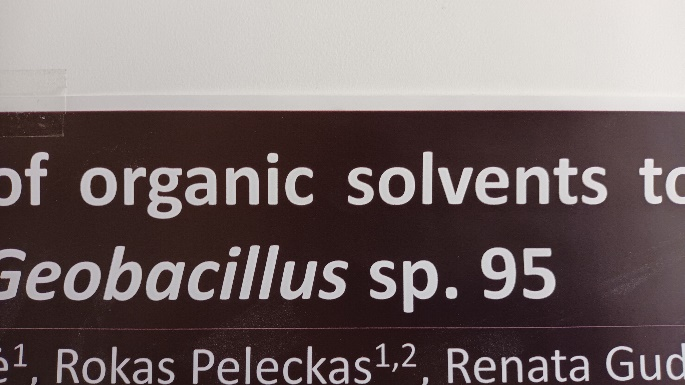 of organic solvents to
Geobacillus sp. 95
Rokas Peleckas1,2, Renata